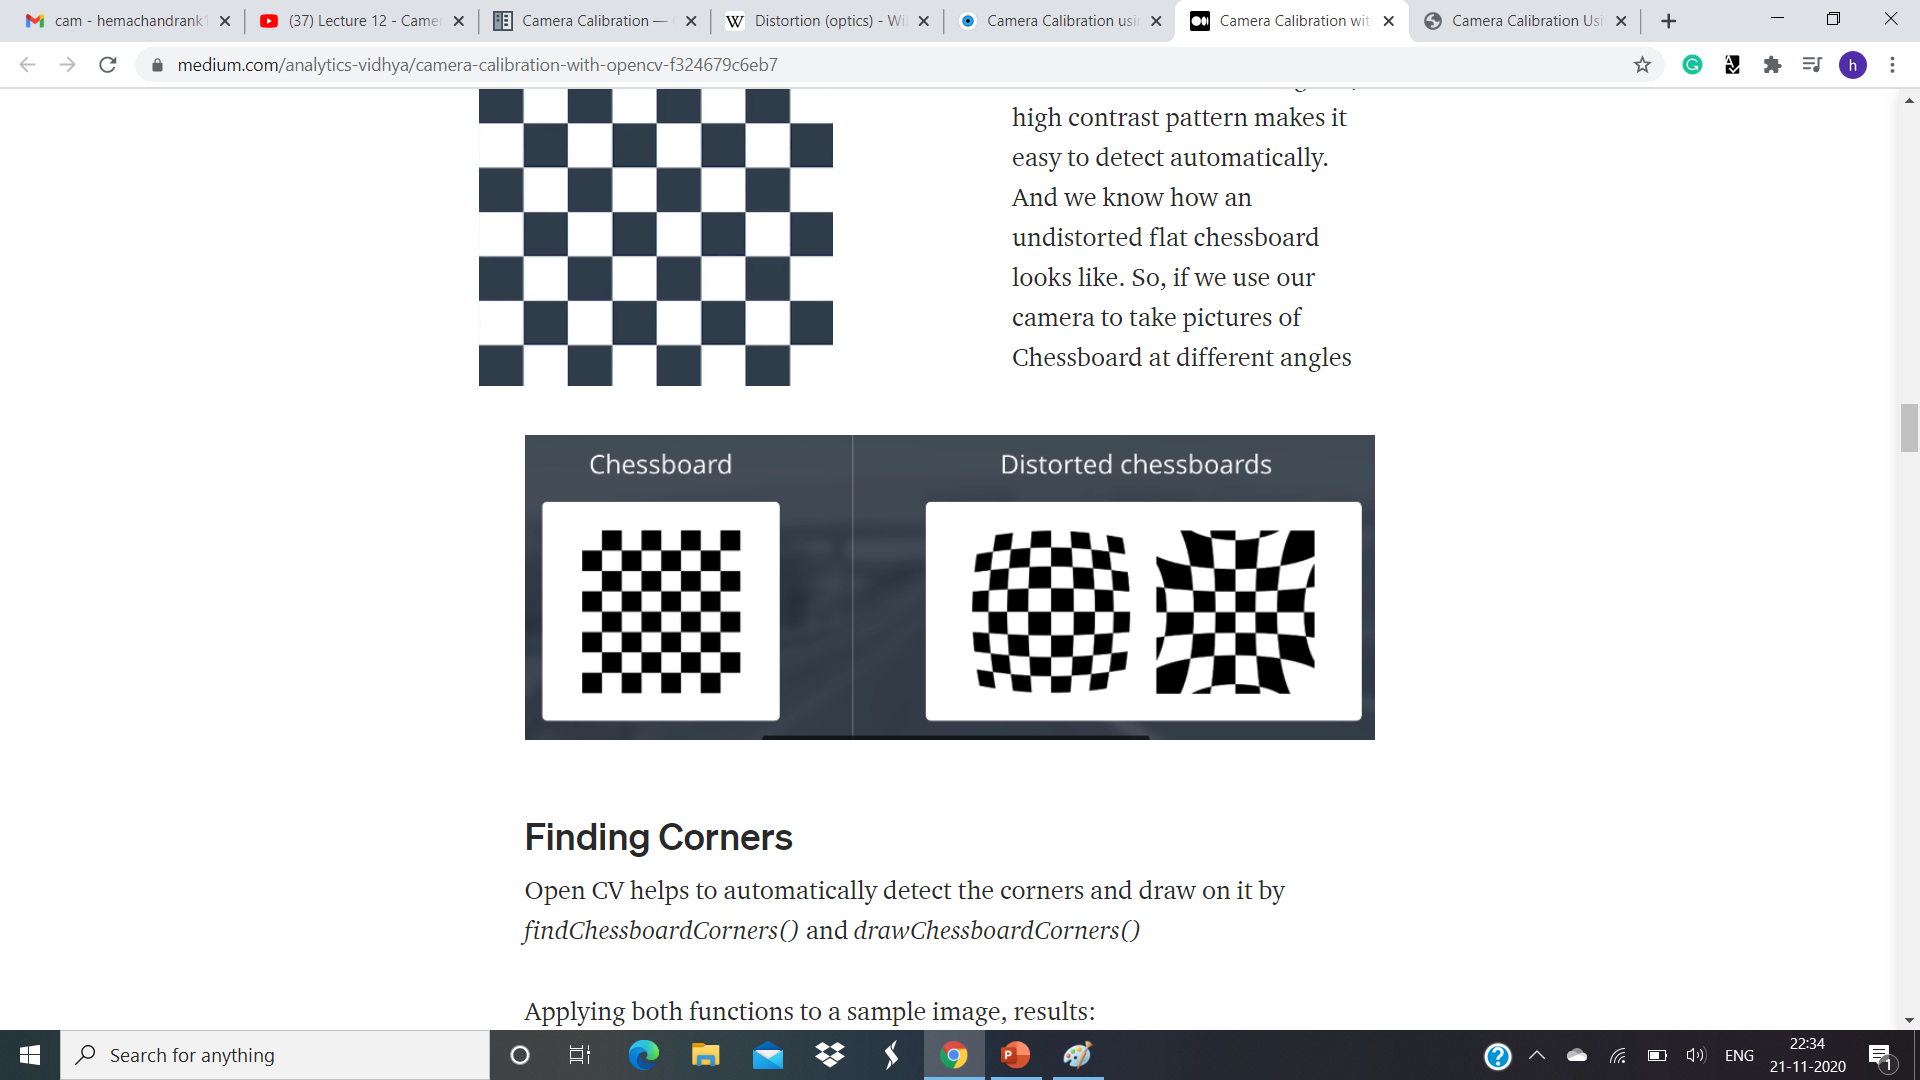 cam - hemachandrank
(37) Lecture 12 - Came
Camera Calibration —
W Distortion (optics) - Wi
Camera Calibration usi
Camera Calibration wit
Camera Calibration Usi
medium.com/analytics-vidhya/camera-calibration-with-opencv-f324679c6eb7
h
high contrast pattern makes it
easy to detect automatically.
And we know how an
undistorted flat chessboard
looks like. So, if we use our
camera to take pictures of
Chessboard at different angles
Chessboard
Distorted chessboards
Finding Corners
Open CV helps to automatically detect the corners and draw on it by
findChessboardCorners() and drawChessboardCorners()
Applying both functions to a sample image, results:
Search for anything
ENG
22:34
21-11-2020
1